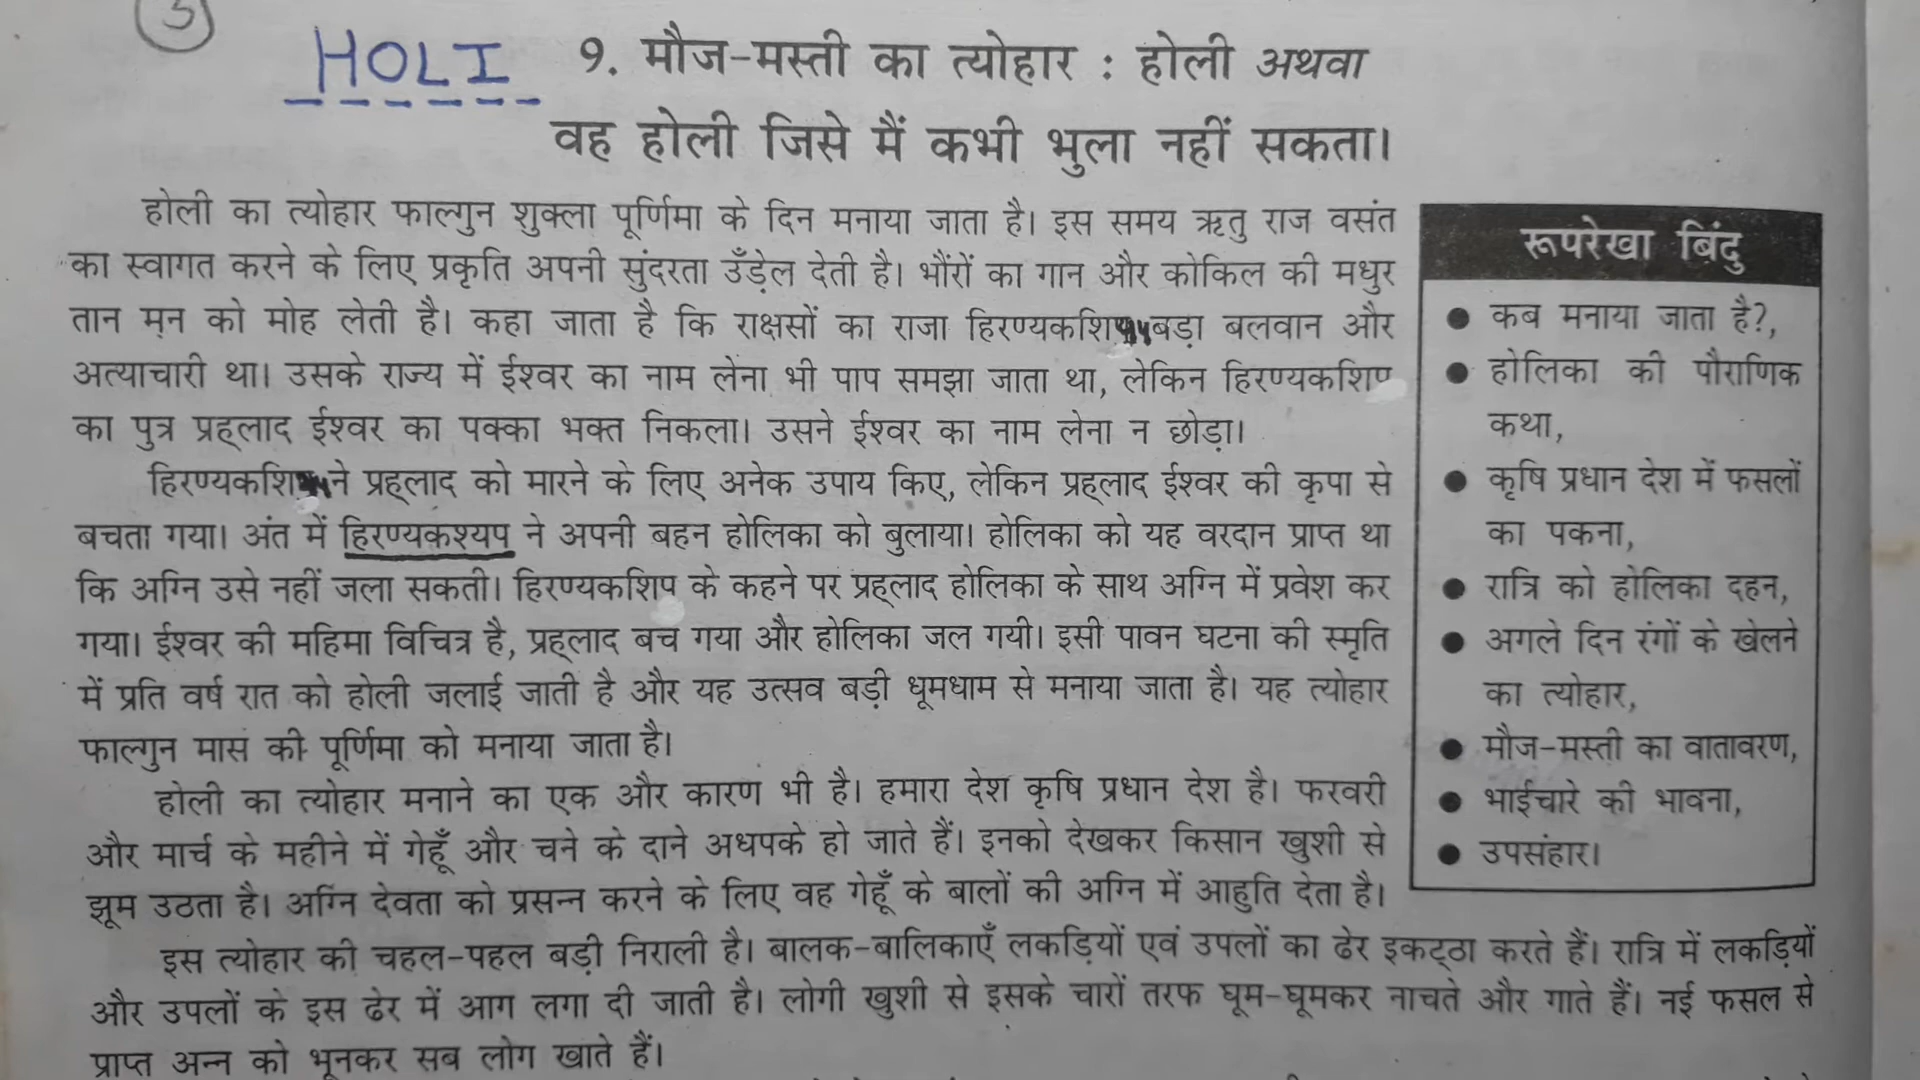 3
HOLI
9. मौज-मस्ती का त्योहार : होली अथवा
वह होली जिसे मैं कभी भुला नहीं सकता।
होली का त्योहार फाल्गुन शुक्ला पूर्णिमा के दिन मनाया जाता है। इस समय ऋतु राज वसंत
का स्वागत करने के लिए प्रकृति अपनी सुंदरता उँड़ेल देती है। भौंरों का गान और कोकिल की मधुर
तान मन को मोह लेती है। कहा जाता है कि राक्षसों का राजा हिरण्यकशिप बड़ा बलवान और
अत्याचारी था। उसके राज्य में ईश्वर का नाम लेना भी पाप समझा जाता था, लेकिन हिरण्यकशिप
का पुत्र प्रह्लाद ईश्वर का पक्का भक्त निकला। उसने ईश्वर का नाम लेना न छोड़ा।
ने प्रह्लाद को मारने के लिए अनेक उपाय किए, लेकिन प्रह्लाद ईश्वर की कृपा से
बचता गया। अंत में हिरण्यकश्यप ने अपनी बहन होलिका को बुलाया। होलिका को यह वरदान प्राप्त था
कि अग्नि उसे नहीं जला सकती। हिरण्यकशिप के कहने पर प्रह्लाद होलिका के साथ अग्नि में प्रवेश कर
गया। ईश्वर की महिमा विचित्र है, प्रह्लाद बच गया और होलिका जल गयी। इसी पावन घटना की स्मृति
में प्रति वर्ष रात को होली जलाई जाती है और यह उत्सव बड़ी धूमधाम से मनाया जाता है। यह त्योहार
फाल्गुन मास की पूर्णिमा को मनाया जाता है।
होली का त्योहार मनाने का एक और कारण भी है। हमारा देश कृषि प्रधान देश है। फरवरी
और मार्च के महीने में गेहूँ और चने के दाने अधपके हो जाते हैं। इनको देखकर किसान खुशी से
झूम उठता है। अग्नि देवता को प्रसन्न करने के लिए वह गेहूँ के बालों की अग्नि में आहुति देता है।
इस त्योहार की चहल-पहल बड़ी निराली है। बालक-बालिकाएँ लकड़ियों एवं उपलों का ढेर इकट्ठा करते हैं। रात्रि में लकड़ियों
और उपलों के इस ढेर में आग लगा दी जाती है। लोगी खुशी से इसके चारों तरफ घूम-घूमकर नाचते और गाते हैं। नई फसल से
प्राप्त अन्न को भूनकर सब लोग खाते हैं।
रूपरेखा बिंदु
● कब मनाया जाता है?,
● होलिका की पौराणिक
कथा,
● कृषि प्रधान देश में फसलों
का पकना,
● रात्रि को होलिका दहन,
● अगले दिन रंगों के खेलने
का त्योहार,
● मौज-मस्ती का वातावरण,
● भाईचारे की भावना,
● उपसंहार।